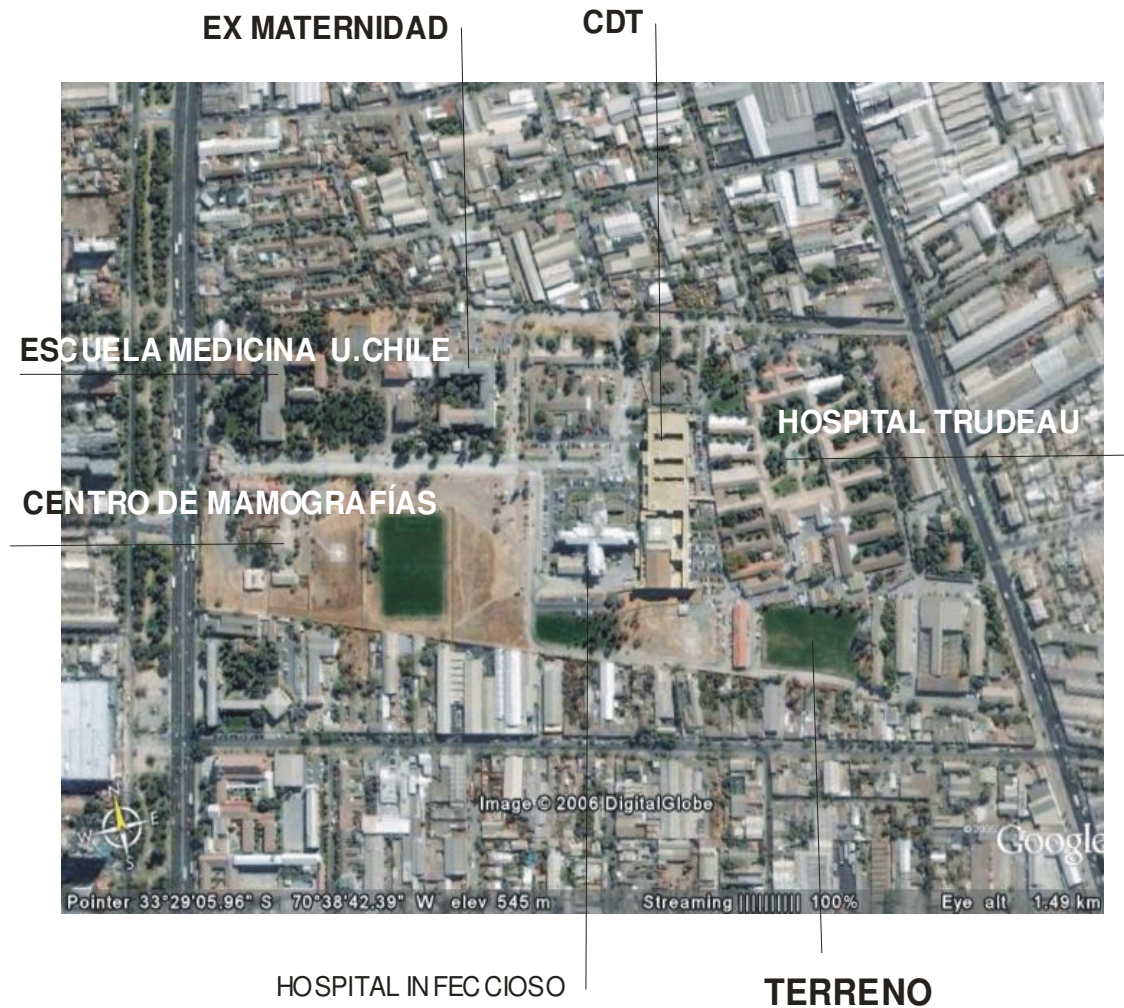 EX MATERNIDAD
CDT
ESCUELA MEDICINA U.CHILE
HOSPITAL TRUDEAU
CENTRO DE MAMOGRAFÍAS
N
W E
S
Image © 2006 DigitalGlobe
© 2005 Google
Pointer 33°29'05.96" S 70°38'42.39" W elev 545 m Streaming |||||||||| 100% Eye alt 1.49 km
HOSPITAL INFECCIOSO
TERRENO